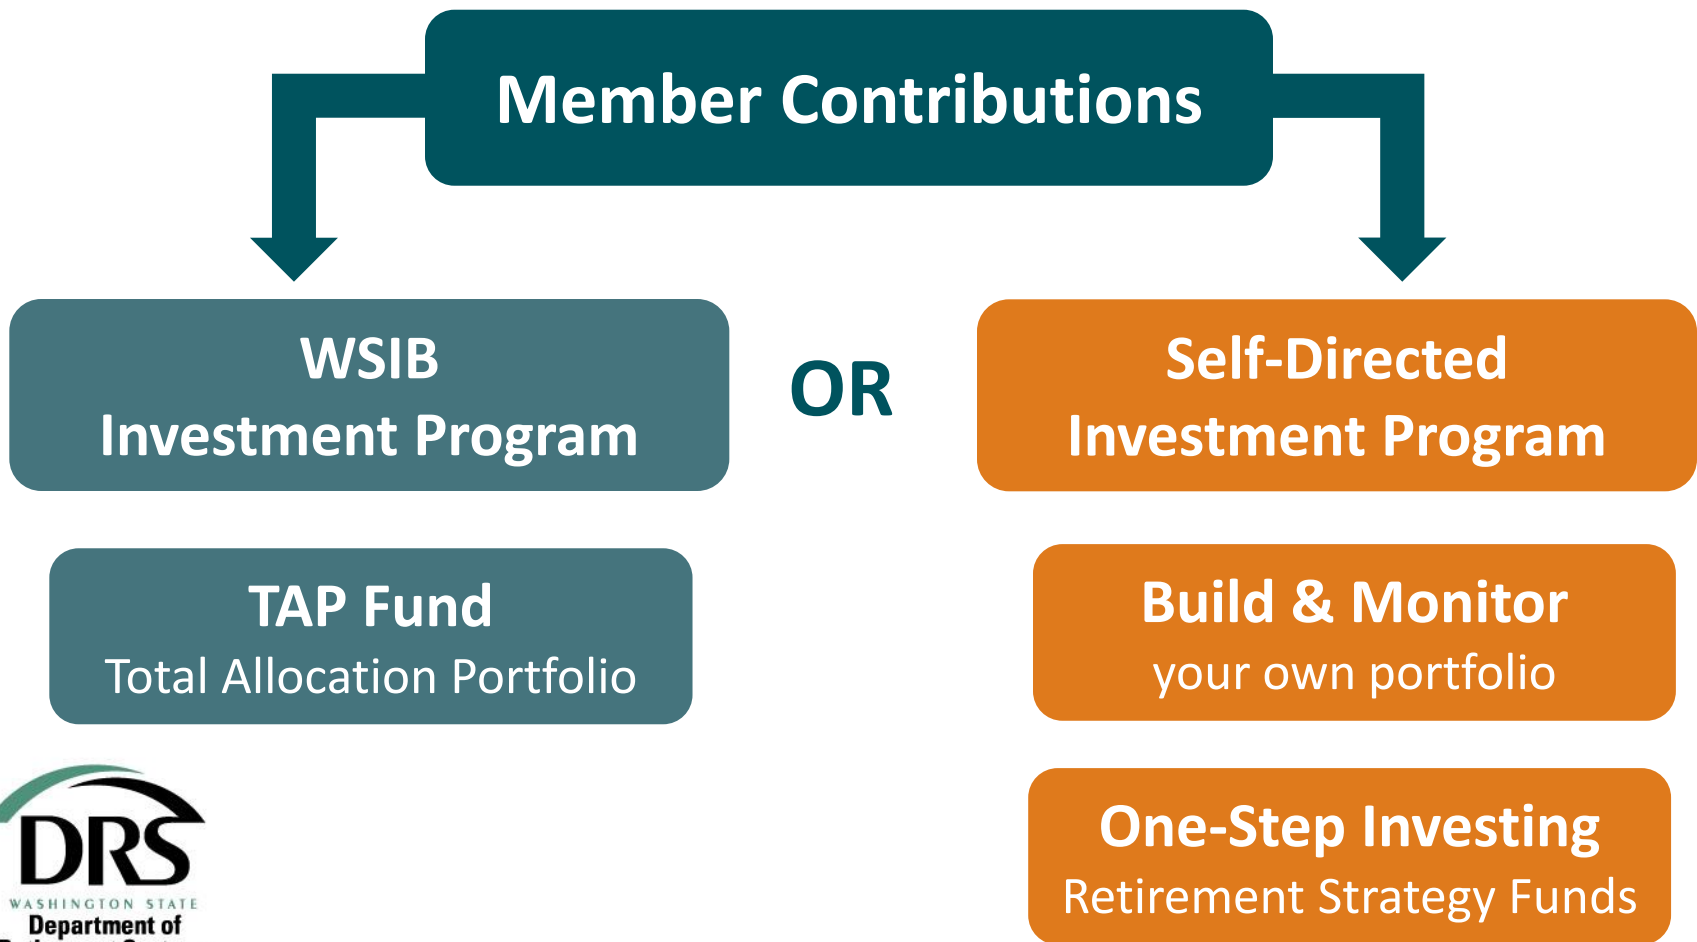 Member Contributions
WSIB
Investment Program
OR
Self-Directed
Investment Program
TAP Fund
Total Allocation Portfolio
Build & Monitor
your own portfolio
One-Step Investing
Retirement Strategy Funds
DRS
WASHINGTON STATE
Department of